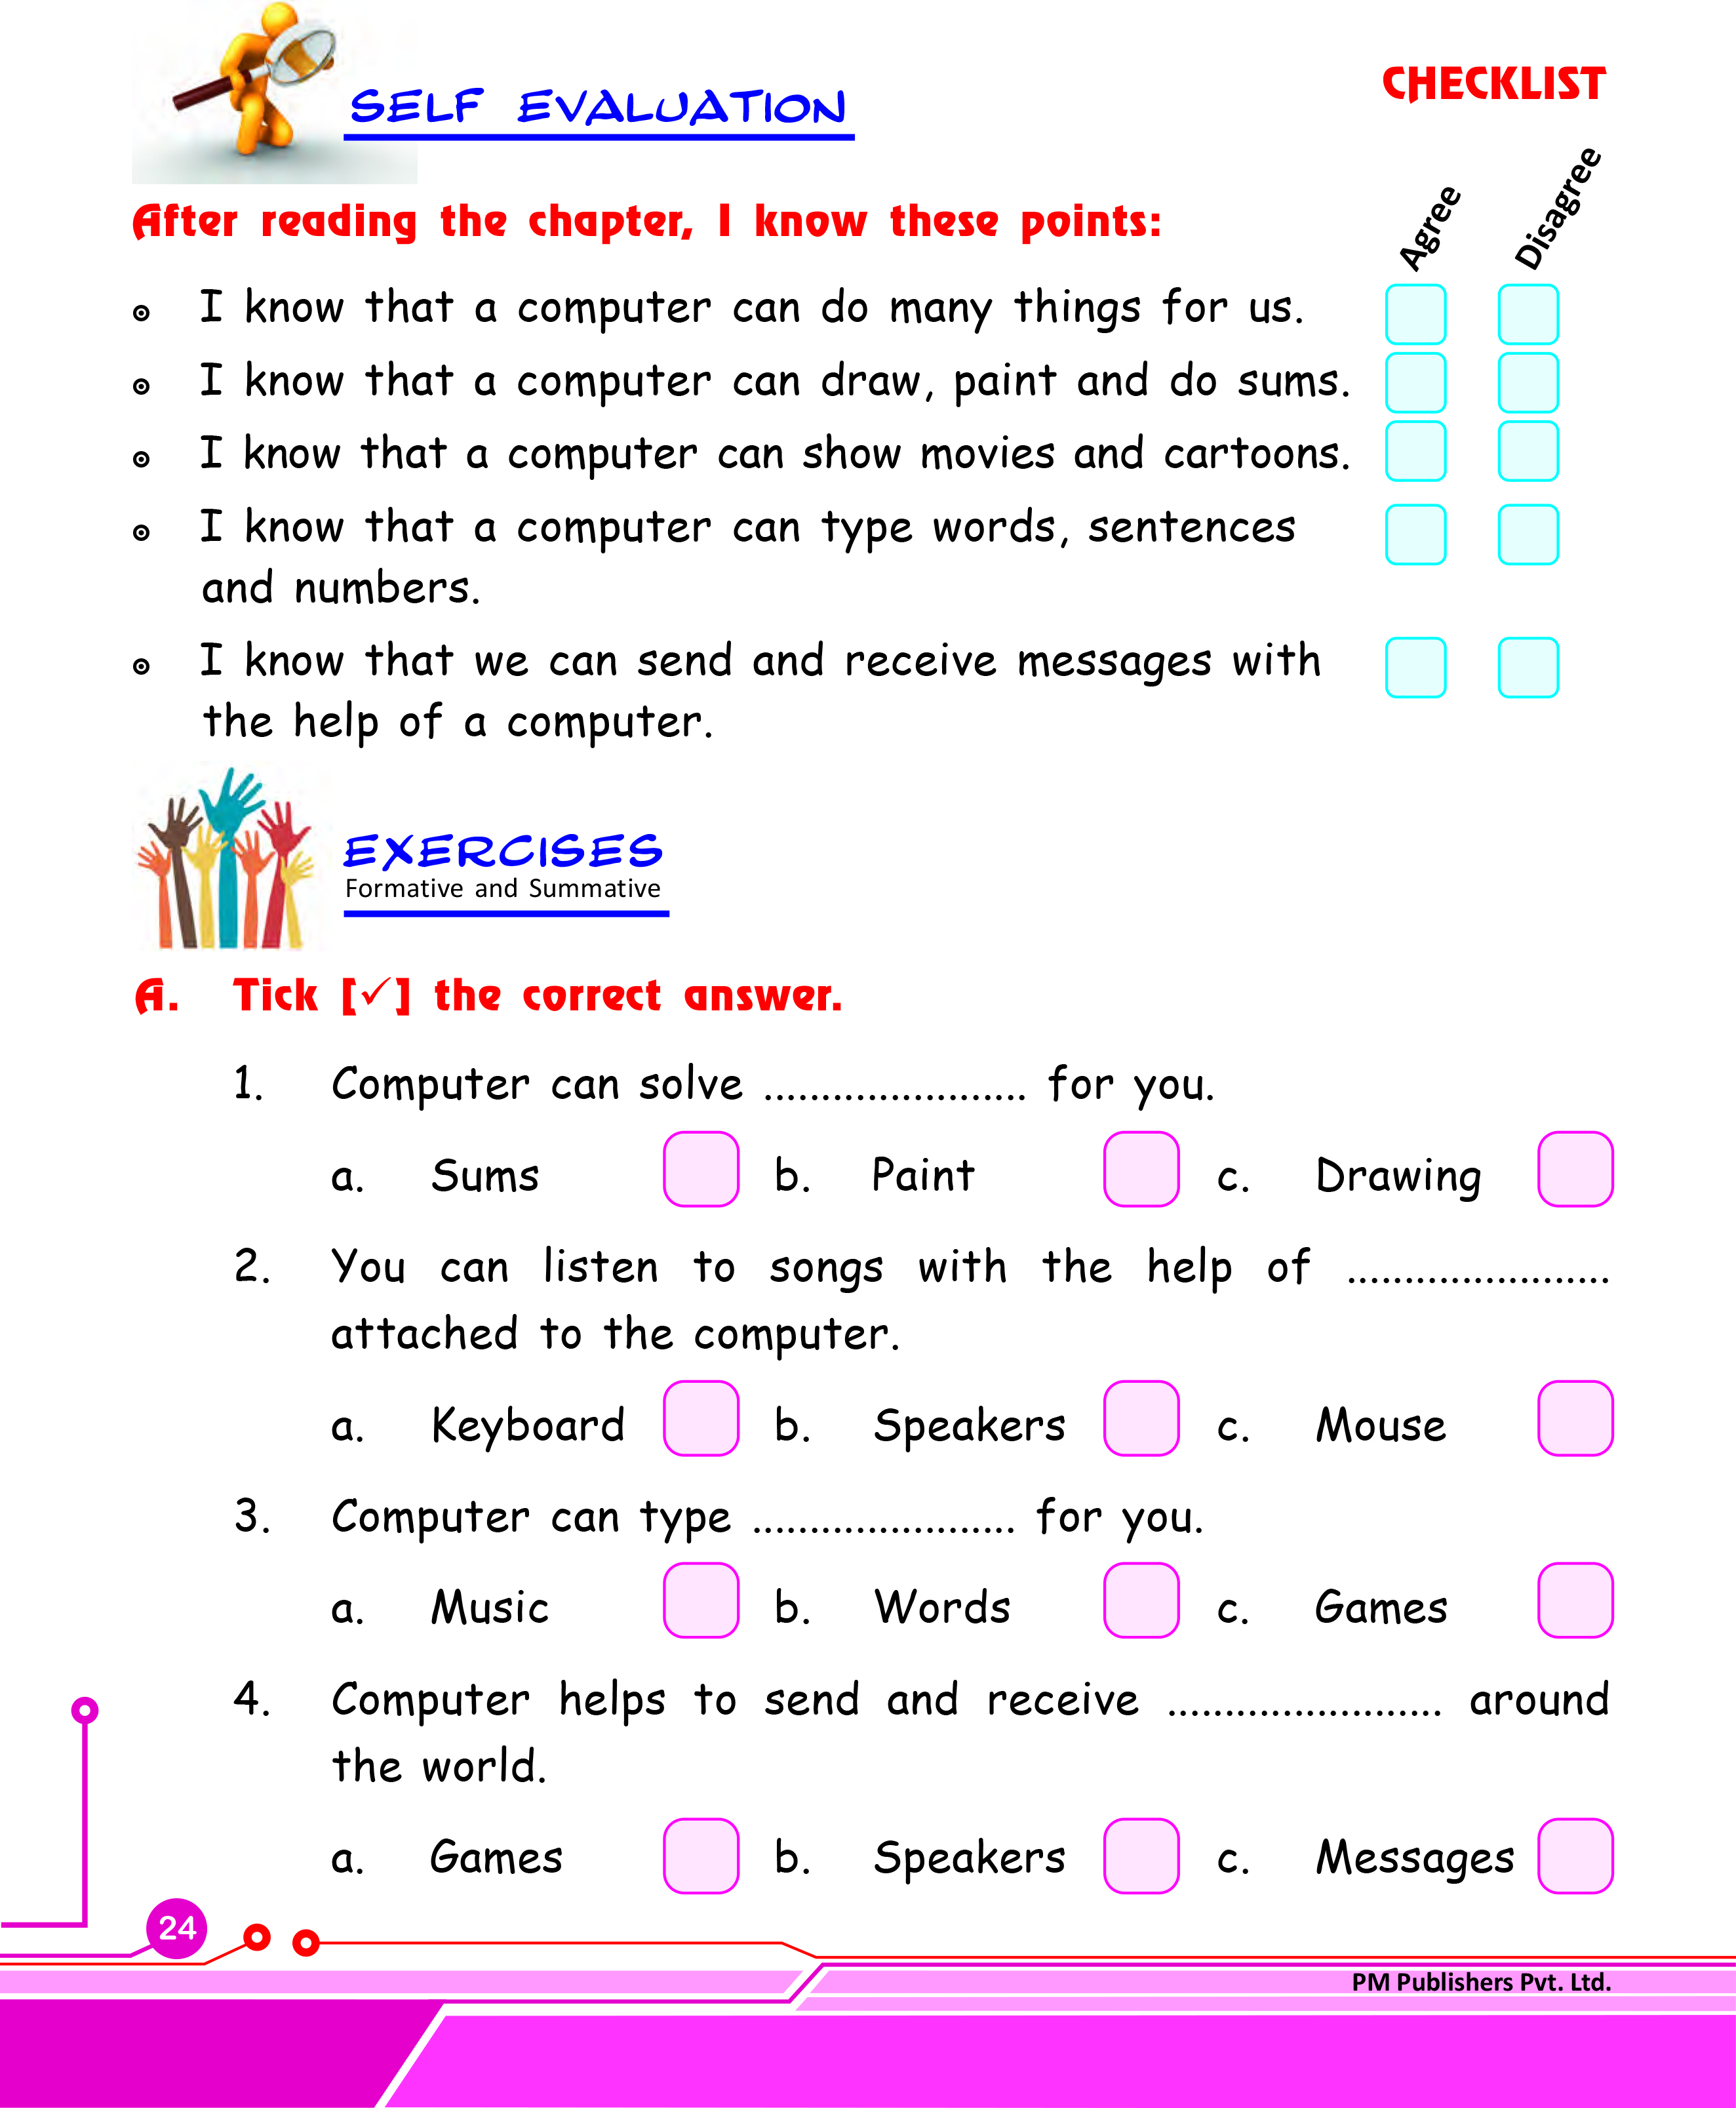 SELF EVALUATION
CHECKLIST
Agree
Disagree
After reading the chapter, I know these points:
I know that a computer can do many things for us.
I know that a computer can draw, paint and do sums.
I know that a computer can show movies and cartoons.
I know that a computer can type words, sentences
and numbers.
I know that we can send and receive messages with
the help of a computer.
EXERCISES
Formative and Summative
A. Tick [✓] the correct answer.
1. Computer can solve ....................... for you.
a. Sums b. Paint c. Drawing
2. You can listen to songs with the help of .......................
attached to the computer.
a. Keyboard b. Speakers c. Mouse
3. Computer can type ....................... for you.
a. Music b. Words c. Games
4. Computer helps to send and receive ........................ around
the world.
a. Games b. Speakers c. Messages
24
PM Publishers Pvt. Ltd.